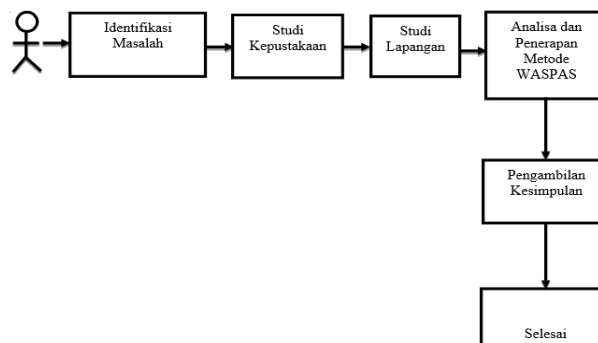 Identifikasi
Masalah
Studi
Kepustakaan
Studi
Lapangan
Analisa dan
Penerapan
Metode
WASPAS
Pengambilan
Kesimpulan
Selesai